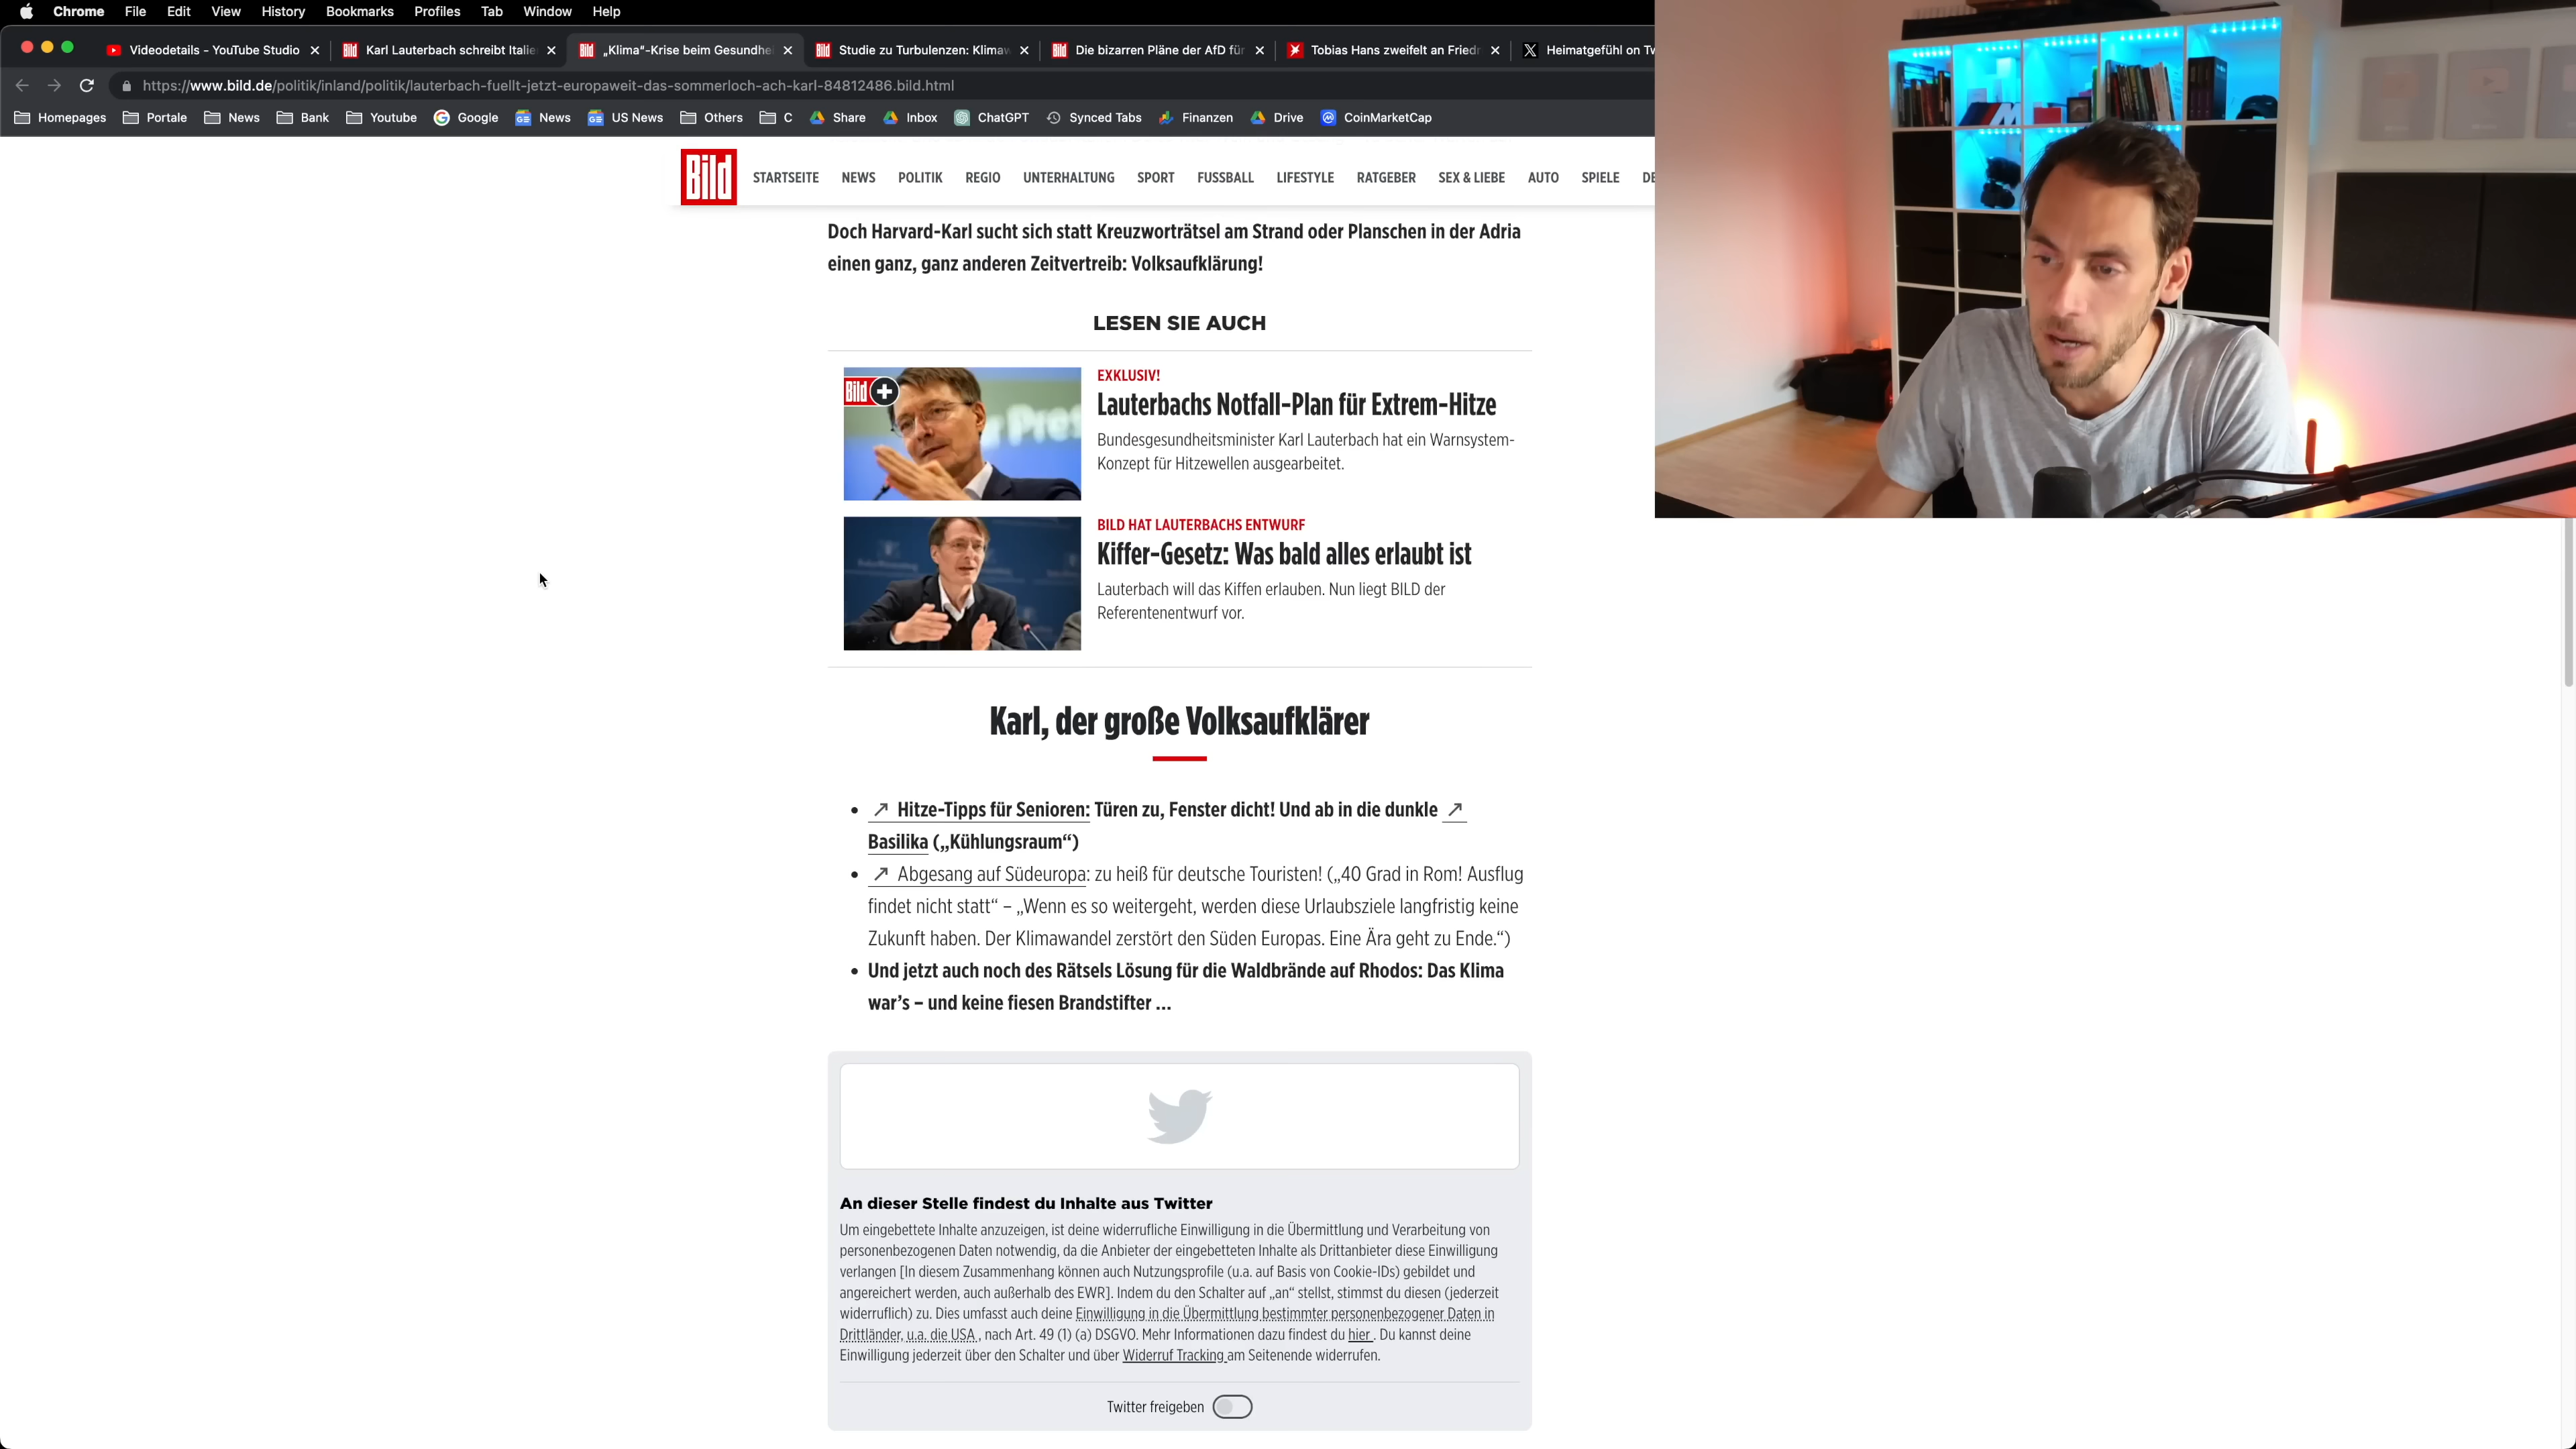 Chrome File Edit View History Bookmarks Profiles Tab Window Help
Videodetails - YouTube Studio
Karl Lauterbach schreibt Italie
„Klima“-Krise beim Gesundhe
Studie zu Turbulenzen: Klimaw
Die bizarren Pläne der AfD für
Tobias Hans zweifelt an Friedr
Heimatgefühl on Tw
https://www.bild.de/politik/inland/politik/lauterbach-fuellt-jetzt-europaweit-das-sommerloch-ach-karl-84812486.bild.html
Homepages Portale News Bank Youtube Google News US News Others C Share Inbox ChatGPT Synced Tabs Finanzen Drive CoinMarketCap
Bild STARTSEITE NEWS POLITIK REGIO UNTERHALTUNG SPORT FUSSBALL LIFESTYLE RATGEBER SEX & LIEBE AUTO SPIELE DE
Doch Harvard-Karl sucht sich statt Kreuzworträtsel am Strand oder Planschen in der Adria
einen ganz, ganz anderen Zeitvertreib: Volksaufklärung!
LESEN SIE AUCH
Bild +
EXKLUSIV!
Lauterbachs Notfall-Plan für Extrem-Hitze
Bundesgesundheitsminister Karl Lauterbach hat ein Warnsystem-
Konzept für Hitzewellen ausgearbeitet.
BILD HAT LAUTERBACHS ENTWURF
Kiffer-Gesetz: Was bald alles erlaubt ist
Lauterbach will das Kiffen erlauben. Nun liegt BILD der
Referentenentwurf vor.
Karl, der große Volksaufklärer
• ↗ Hitze-Tipps für Senioren: Türen zu, Fenster dicht! Und ab in die dunkle ↗
Basilika („Kühlungsraum“)
• ↗ Abgesang auf Südeuropa: zu heiß für deutsche Touristen! („40 Grad in Rom! Ausflug
findet nicht statt“ – „Wenn es so weitergeht, werden diese Urlaubsziele langfristig keine
Zukunft haben. Der Klimawandel zerstört den Süden Europas. Eine Ära geht zu Ende.“)
• Und jetzt auch noch des Rätsels Lösung für die Waldbrände auf Rhodos: Das Klima
war’s – und keine fiesen Brandstifter ...
An dieser Stelle findest du Inhalte aus Twitter
Um eingebettete Inhalte anzuzeigen, ist deine widerrufliche Einwilligung in die Übermittlung und Verarbeitung von
personenbezogenen Daten notwendig, da die Anbieter der eingebetteten Inhalte als Drittanbieter diese Einwilligung
verlangen [In diesem Zusammenhang können auch Nutzungsprofile (u.a. auf Basis von Cookie-IDs) gebildet und
angereichert werden, auch außerhalb des EWR]. Indem du den Schalter auf „an“ stellst, stimmst du diesen (jederzeit
widerruflich) zu. Dies umfasst auch deine Einwilligung in die Übermittlung bestimmter personenbezogener Daten in
Drittländer, u.a. die USA , nach Art. 49 (1) (a) DSGVO. Mehr Informationen dazu findest du hier . Du kannst deine
Einwilligung jederzeit über den Schalter und über Widerruf Tracking am Seitenende widerrufen.
Twitter freigeben